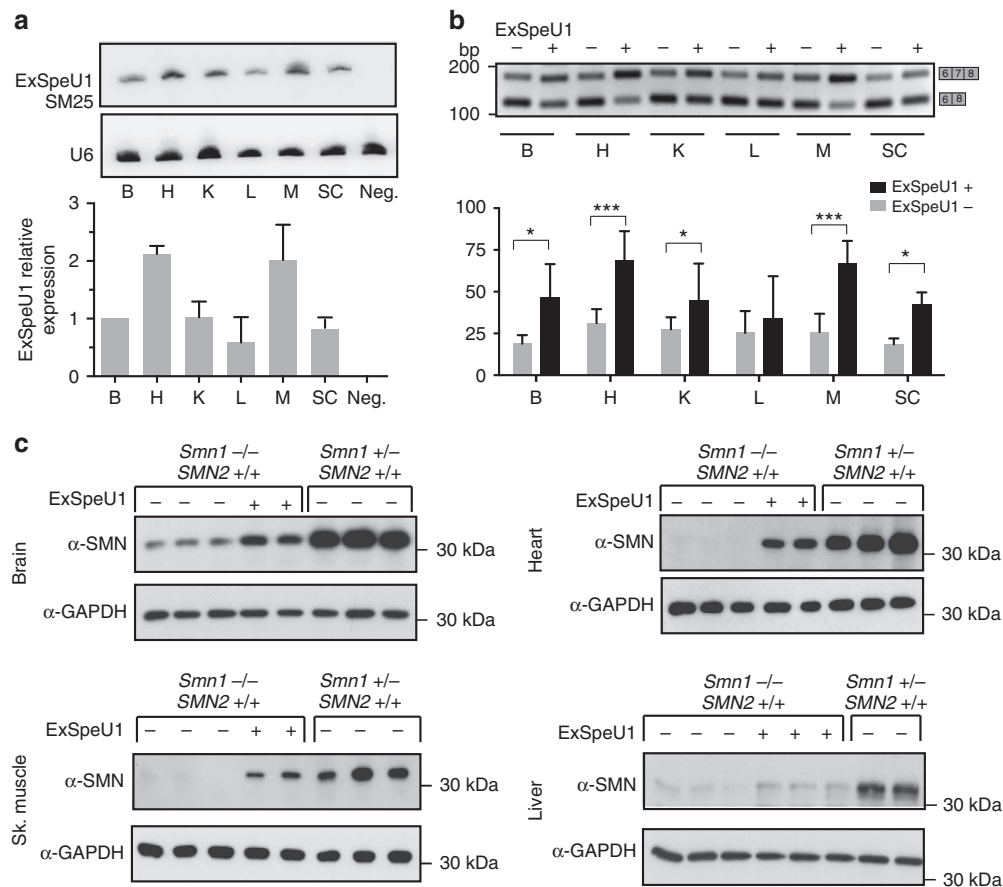 a
ExSpeU1
SM25
U6
B H K L M SC Neg.
3
2
1
0
ExSpeU1 relative
expression
B H K L M SC Neg.
b
ExSpeU1
bp − + − + − + − + − + − +
200
100
6 7 8
6 8
B H K L M SC
ExSpeU1 +
ExSpeU1 −
100
75
50
25
0
* *** * *** *
B H K L M SC
c
Smn1 –/–
SMN2 +/+
Smn1 +/–
SMN2 +/+
ExSpeU1 − − − + + − − −
Brain
α-SMN
30 kDa
α-GAPDH
30 kDa
Smn1 –/–
SMN2 +/+
Smn1 +/–
SMN2 +/+
ExSpeU1 − − − + + − − −
Heart
α-SMN
30 kDa
α-GAPDH
30 kDa
Smn1 –/–
SMN2 +/+
Smn1 +/–
SMN2 +/+
ExSpeU1 − − − + + − − −
Sk. muscle
α-SMN
30 kDa
α-GAPDH
30 kDa
Smn1 –/–
SMN2 +/+
Smn1 +/–
SMN2 +/+
ExSpeU1 − − − + + + − −
Liver
α-SMN
30 kDa
α-GAPDH
30 kDa